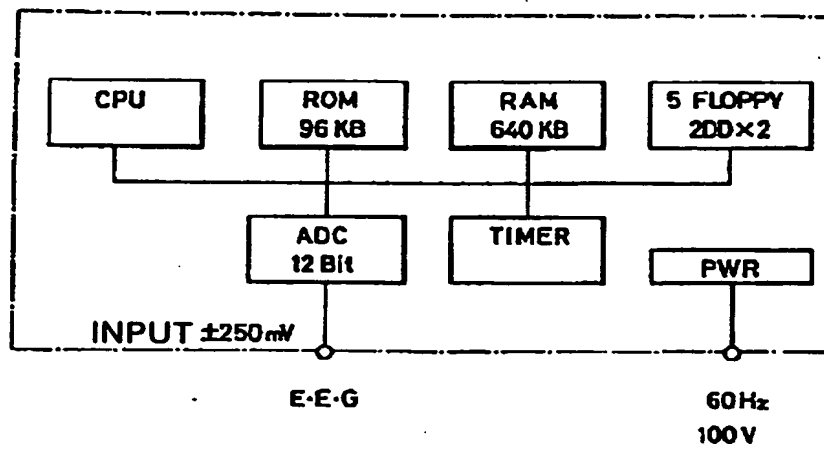 CPU
ROM
96 KB
RAM
640 KB
5 FLOPPY
2DD×2
ADC
12 Bit
TIMER
PWR
INPUT ±250mV
E·E·G
60Hz
100V